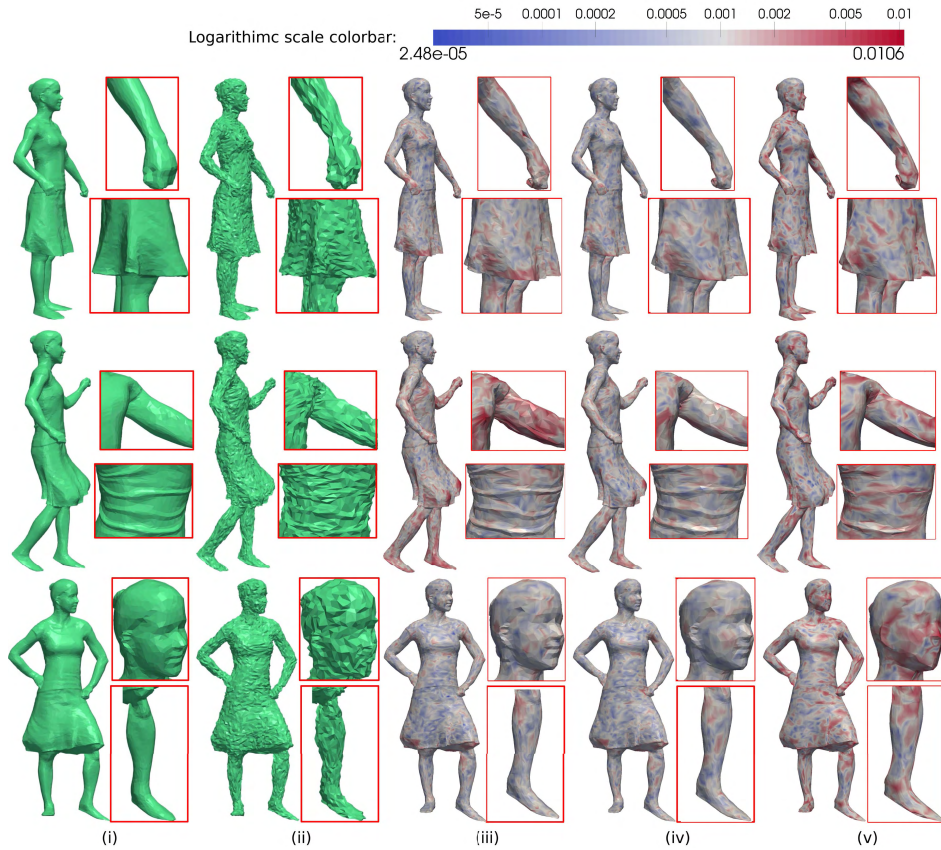 5e-5 0.0001 0.0002 0.0005 0.001 0.002 0.005 0.01
Logarithimc scale colorbar:
2.48e-05 0.0106
(i) (ii) (iii) (iv) (v)